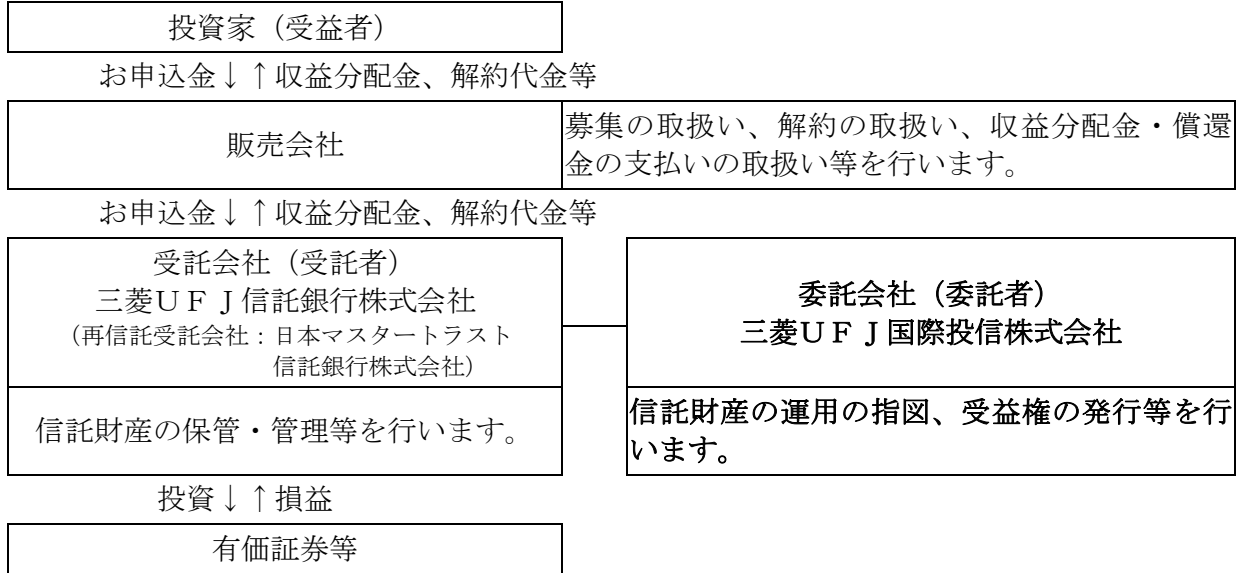 投資家（受益者）
お申込金↓↑収益分配金、解約代金等
販売会社
募集の取扱い、解約の取扱い、収益分配金・償還
金の支払いの取扱い等を行います。
お申込金↓↑収益分配金、解約代金等
受託会社（受託者）
三菱ＵＦＪ信託銀行株式会社
（再信託受託会社：日本マスタートラスト
信託銀行株式会社）
委託会社（委託者）
三菱ＵＦＪ国際投信株式会社
信託財産の保管・管理等を行います。
信託財産の運用の指図、受益権の発行等を行
います。
投資↓↑損益
有価証券等